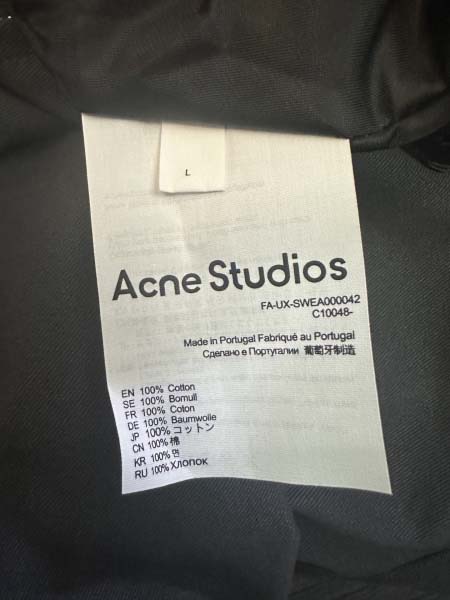 L
Acne Studios
FA-UX-SWEA000042
C10048-
Made in Portugal Fabriqué au Portugal
Сделано е Португалии 葡萄牙制造
EN 100% Cotton
SE 100% Bomull
FR 100% Coton
DE 100% Baumwolle
JP 100% コットン
CN 100% 棉
KR 100% 면
RU 100% Хлопок